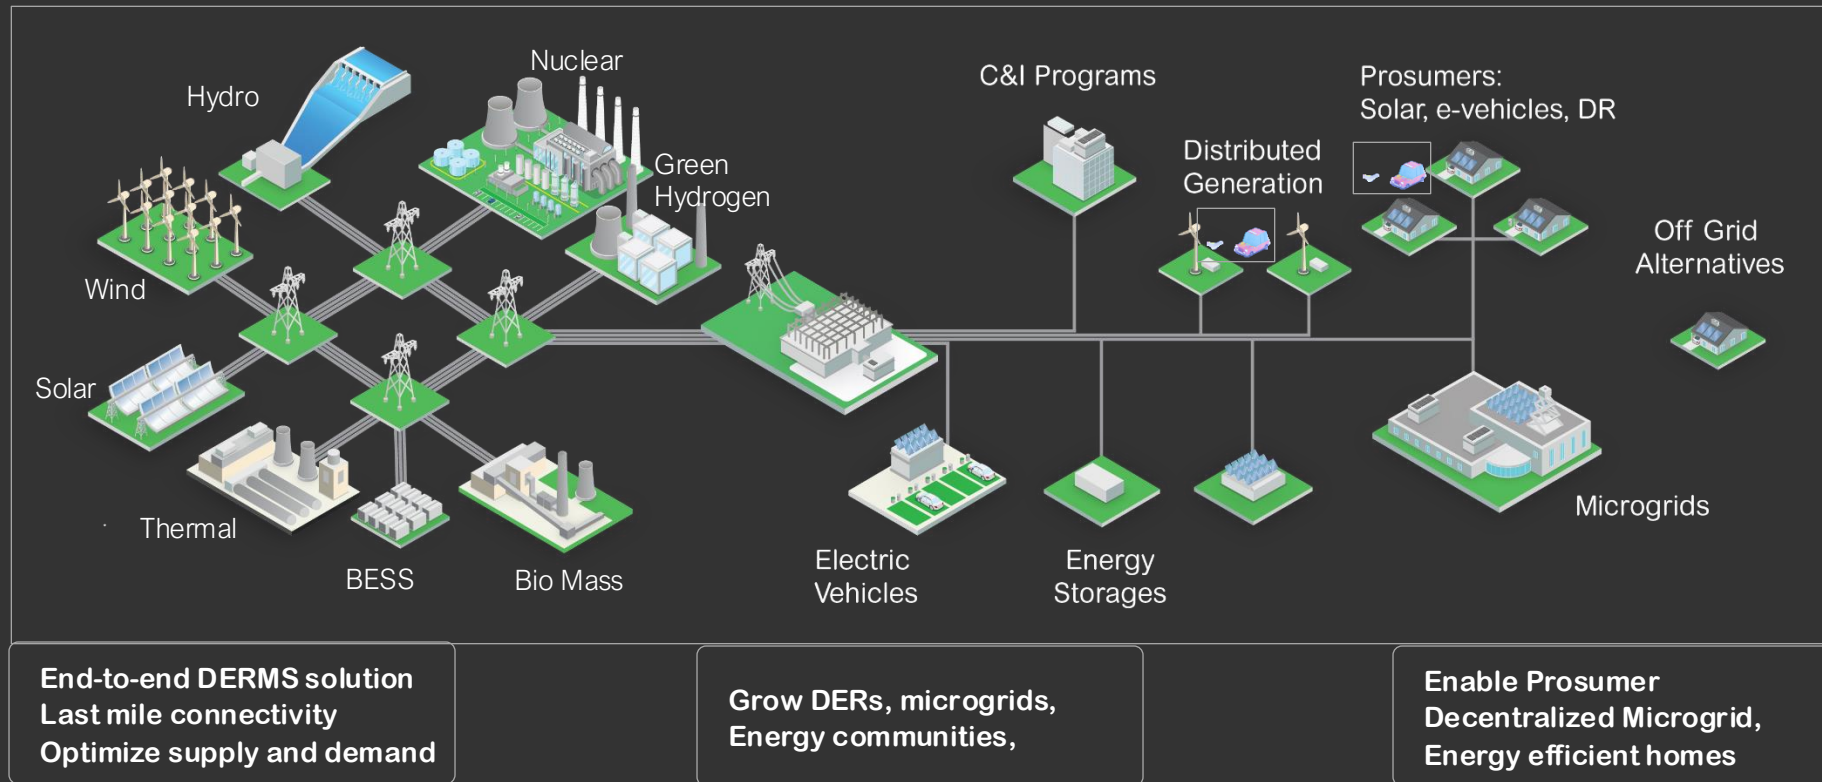 Nuclear
Hydro
C&I Programs
Prosumers:
Solar, e-vehicles, DR
Distributed
Generation
Green
Hydrogen
Off Grid
Alternatives
Wind
Solar
Thermal
BESS
Bio Mass
Electric
Vehicles
Energy
Storages
Microgrids
End-to-end DERMS solution
Last mile connectivity
Optimize supply and demand
Grow DERs, microgrids,
Energy communities,
Enable Prosumer
Decentralized Microgrid,
Energy efficient homes